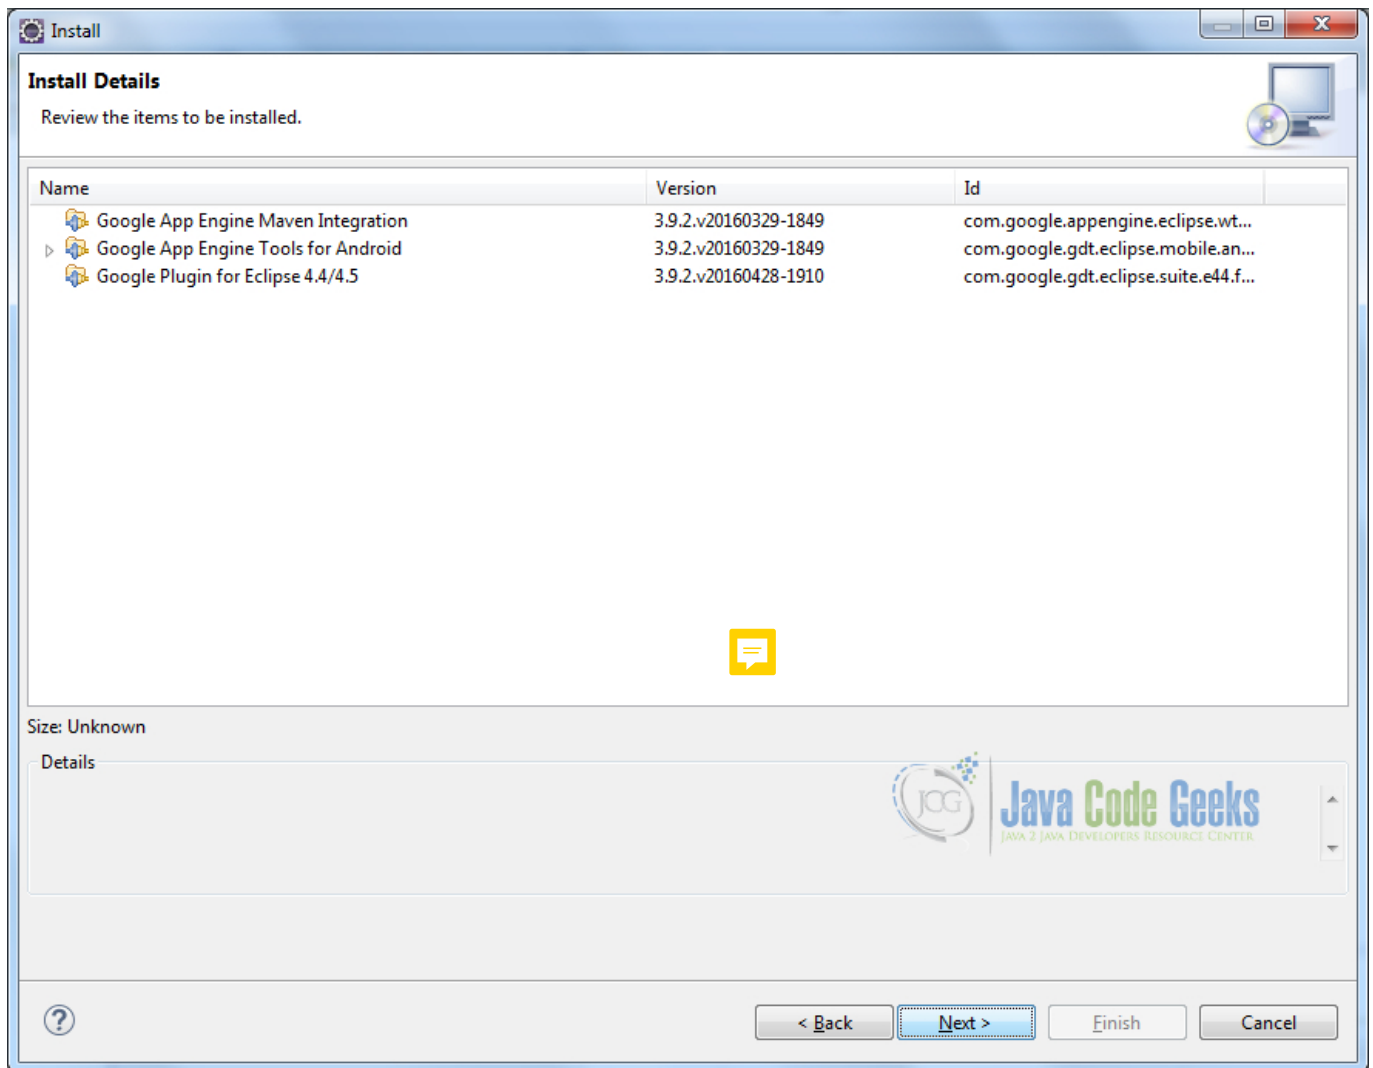 Install
Install Details
Review the items to be installed.
Name Version Id
Google App Engine Maven Integration 3.9.2.v20160329-1849 com.google.appengine.eclipse.wt...
Google App Engine Tools for Android 3.9.2.v20160329-1849 com.google.gdt.eclipse.mobile.an...
Google Plugin for Eclipse 4.4/4.5 3.9.2.v20160428-1910 com.google.gdt.eclipse.suite.e44.f...
Size: Unknown
Details
JCG Java Code Geeks
JAVA 2 JAVA DEVELOPERS RESOURCE CENTER
? < Back Next > Finish Cancel